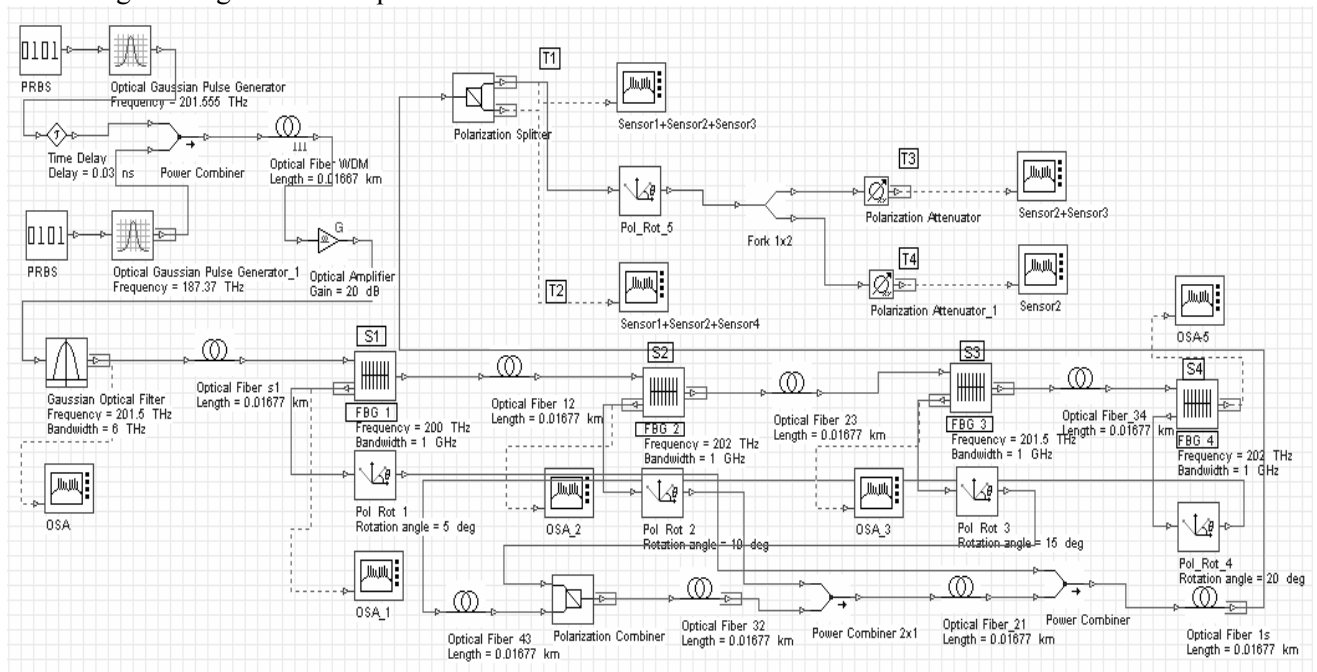 0101
PRBS
Optical Gaussian Pulse Generator
Frequency = 201.555 THz
Time Delay
Delay = 0.03 ns
Power Combiner
Optical Fiber WDM
Length = 0.01667 km
0101
PRBS
Optical Gaussian Pulse Generator_1
Frequency = 187.37 THz
G
Optical Amplifier
Gain = 20 dB
T1
Polarization Splitter
Sensor1+Sensor2+Sensor3
Pol_Rot_5
Fork 1x2
T3
Polarization Attenuator
Sensor2+Sensor3
T4
Polarization Attenuator_1
Sensor2
T2
Sensor1+Sensor2+Sensor4
OSA-5
Gaussian Optical Filter
Frequency = 201.5 THz
Bandwidth = 6 THz
OSA
Optical Fiber s1
Length = 0.01677 km
S1
FBG 1
Frequency = 200 THz
Bandwidth = 1 GHz
Optical Fiber 12
Length = 0.01677 km
S2
FBG 2
Frequency = 202 THz
Bandwidth = 1 GHz
Optical Fiber 23
Length = 0.01677 km
S3
FBG 3
Frequency = 201.5 THz
Bandwidth = 1 GHz
Optical Fiber_34
Length = 0.01677 km
S4
FBG 4
Frequency = 202 THz
Bandwidth = 1 GHz
Pol Rot 1
Rotation angle = 5 deg
OSA_1
OSA_2
Pol Rot 2
Rotation angle = 10 deg
OSA_3
Pol Rot 3
Rotation angle = 15 deg
Pol_Rot_4
Rotation angle = 20 deg
Optical Fiber 43
Length = 0.01677 km
Polarization Combiner
Optical Fiber 32
Length = 0.01677 km
Power Combiner 2x1
Optical Fiber_21
Length = 0.01677 km
Power Combiner
Optical Fiber 1s
Length = 0.01677 km